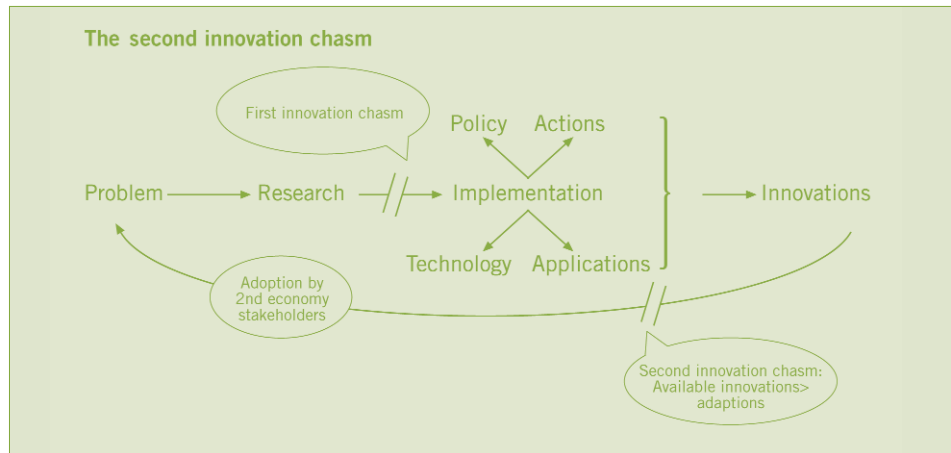 The second innovation chasm
First innovation chasm
Policy
Actions
Problem
Research
Implementation
Innovations
Technology
Applications
Adoption by
2nd economy
stakeholders
Second innovation chasm:
Available innovations>
adaptions